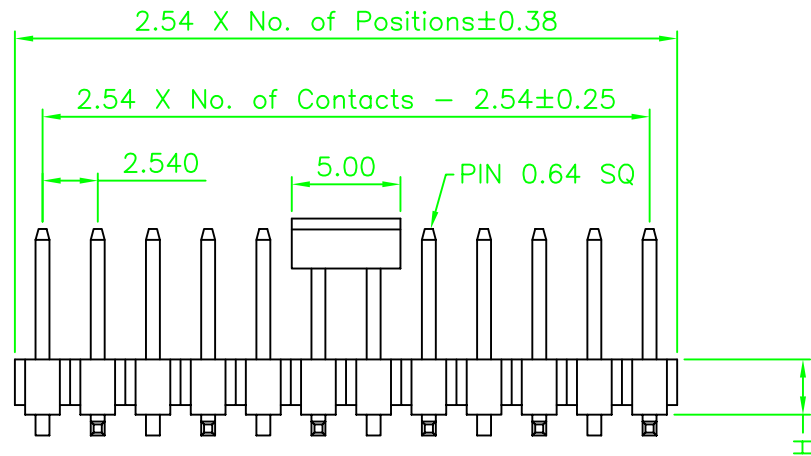 2.54 X No. of Positions±0.38
2.54 X No. of Contacts - 2.54±0.25
2.540
5.00
PIN 0.64 SQ
H